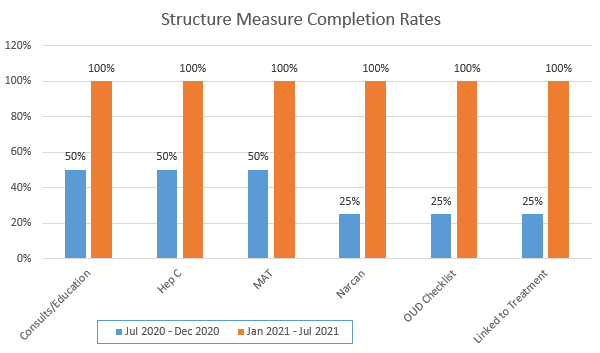 Structure Measure Completion Rates
120%
100%
80%
60%
40%
20%
0%
50%
100%
50%
100%
50%
100%
25%
100%
25%
100%
25%
100%
Consults/Education
Hep C
MAT
Narcan
OUD Checklist
Linked to Treatment
Jul 2020 - Dec 2020
Jan 2021 - Jul 2021